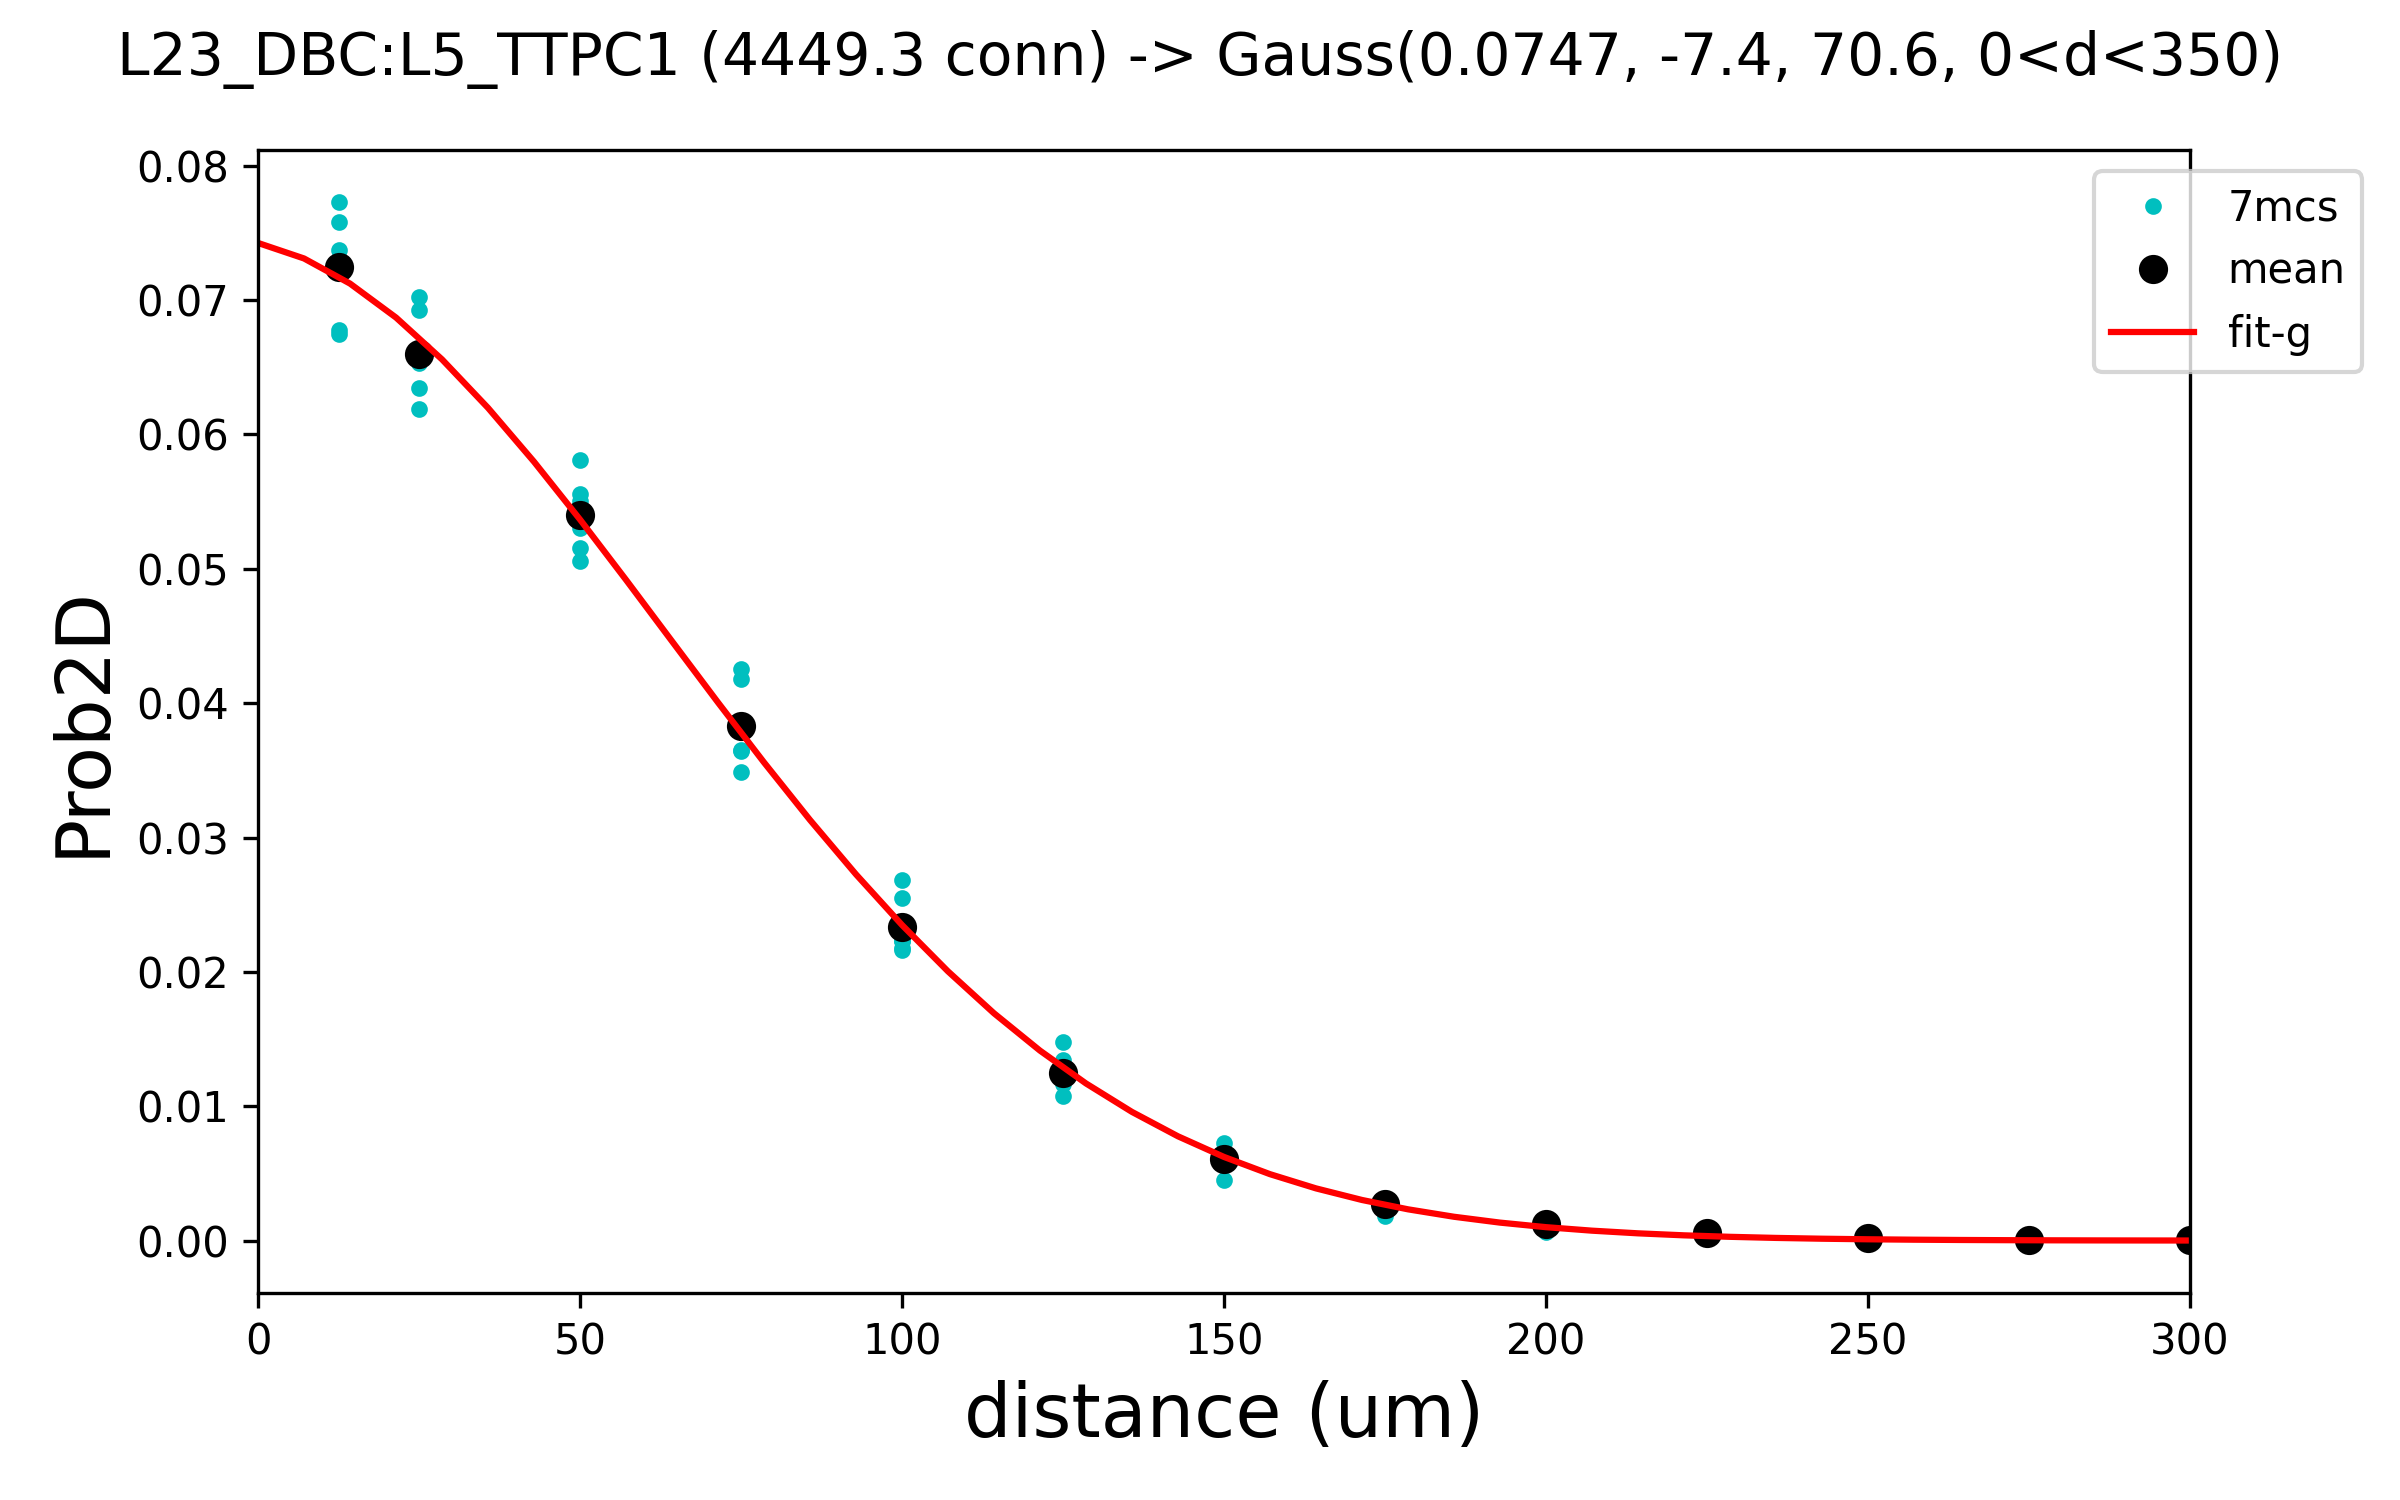 L23_DBC:L5_TTPC1 (4449.3 conn) -> Gauss(0.0747, -7.4, 70.6, 0<d<350)
7mcs
mean
fit-g
Prob2D
0.08
0.07
0.06
0.05
0.04
0.03
0.02
0.01
0.00
0 50 100 150 200 250 300
distance (um)